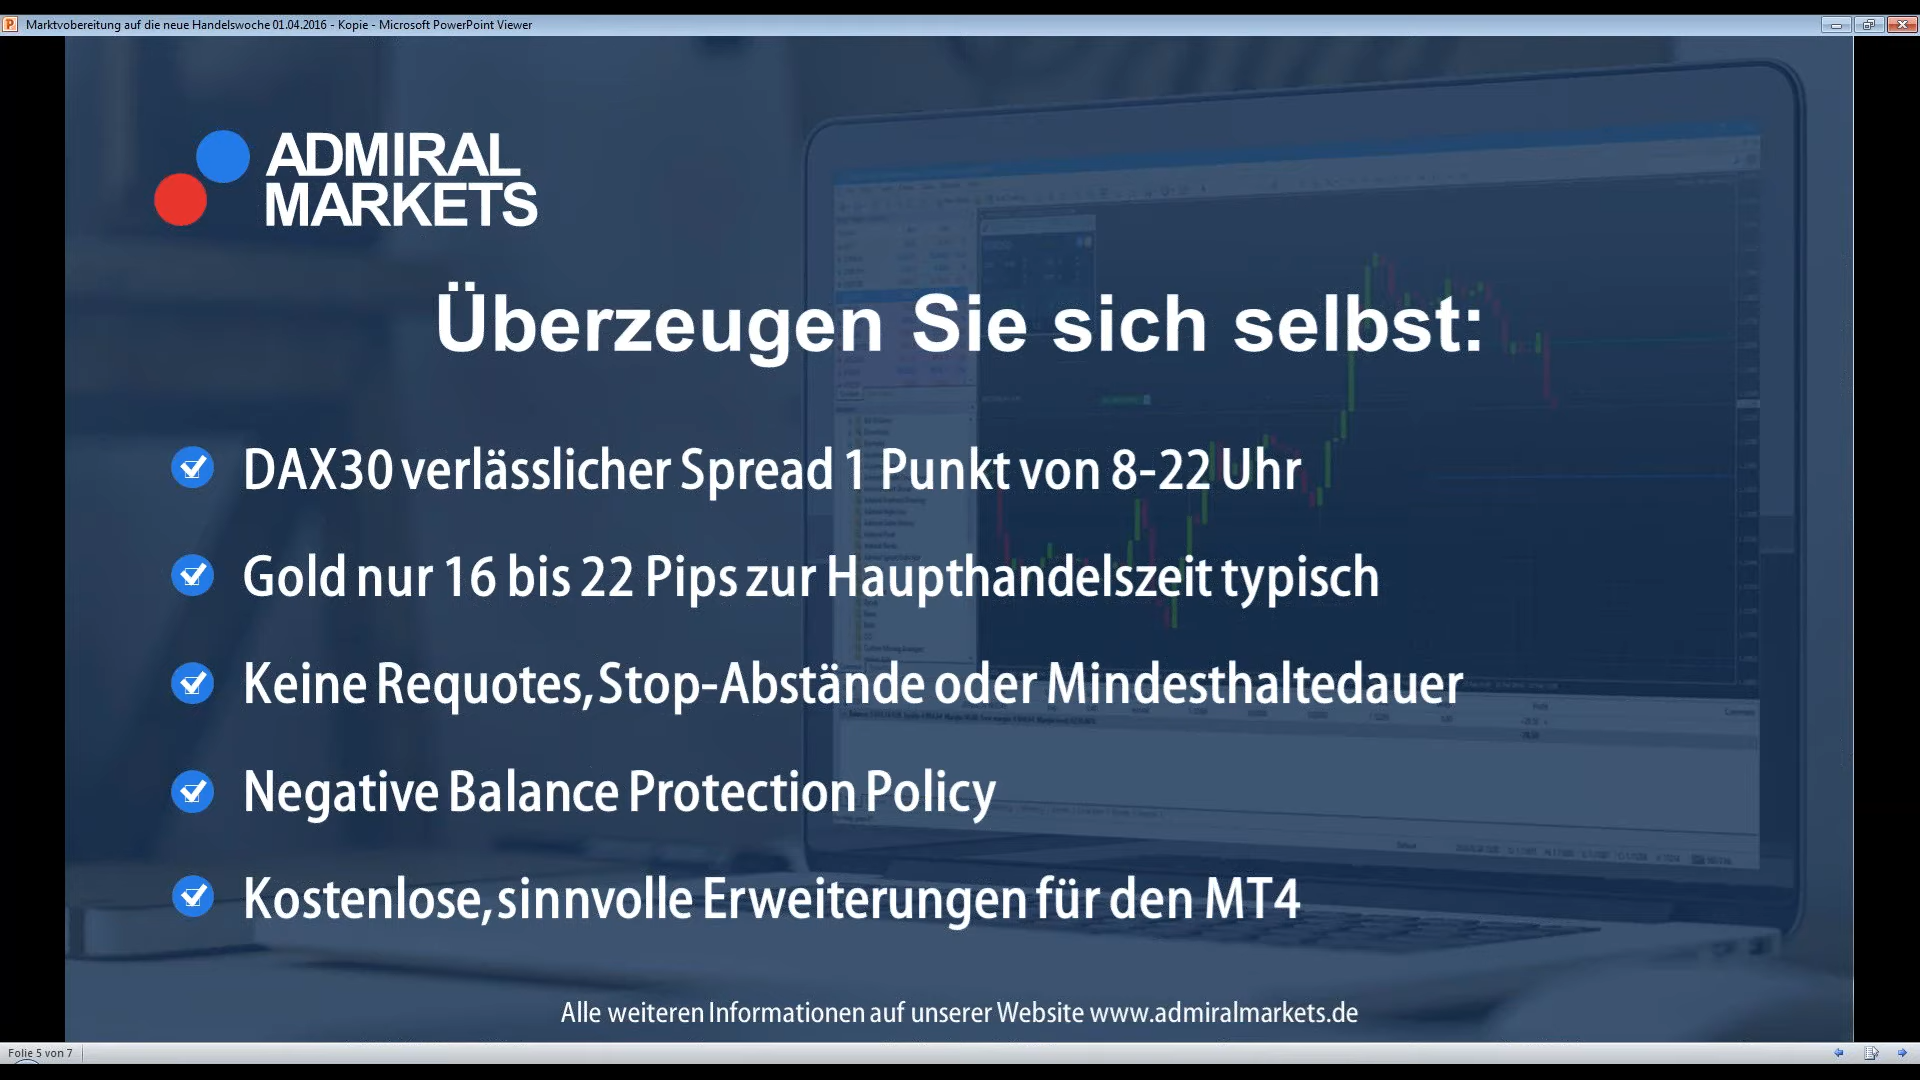 Marktvobereitung auf die neue Handelswoche 01.04.2016 - Kopie - Microsoft PowerPoint Viewer
ADMIRAL
MARKETS
Überzeugen Sie sich selbst:
DAX30 verlässlicher Spread 1 Punkt von 8-22 Uhr
Gold nur 16 bis 22 Pips zur Haupthandelszeit typisch
Keine Requotes, Stop-Abstände oder Mindesthaltedauer
Negative Balance Protection Policy
Kostenlose, sinnvolle Erweiterungen für den MT4
Alle weiteren Informationen auf unserer Website www.admiralmarkets.de
Folie 5 von 7